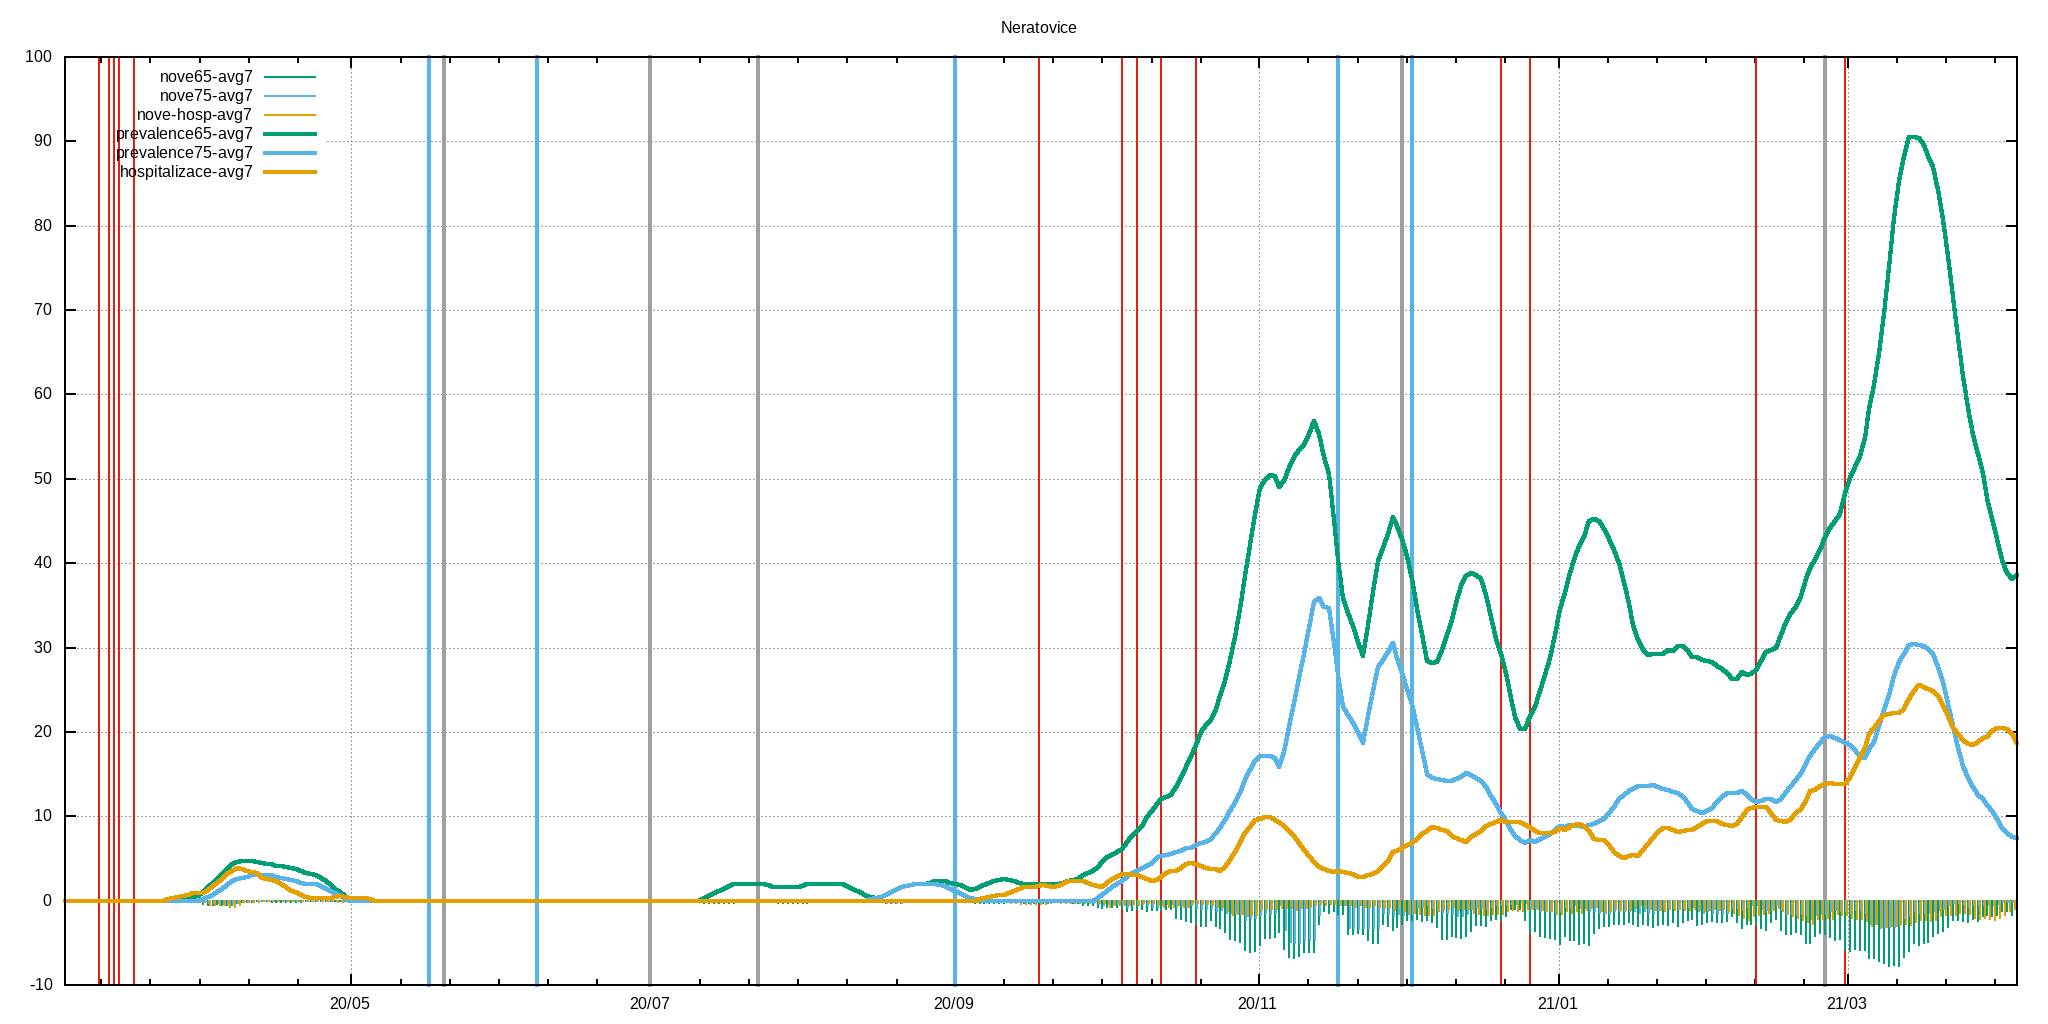 Neratovice
100
90
80
70
60
50
40
30
20
10
0
-10
nove65-avg7
nove75-avg7
nove-hosp-avg7
prevalence65-avg7
prevalence75-avg7
hospitalizace-avg7
20/05 20/07 20/09 20/11 21/01 21/03